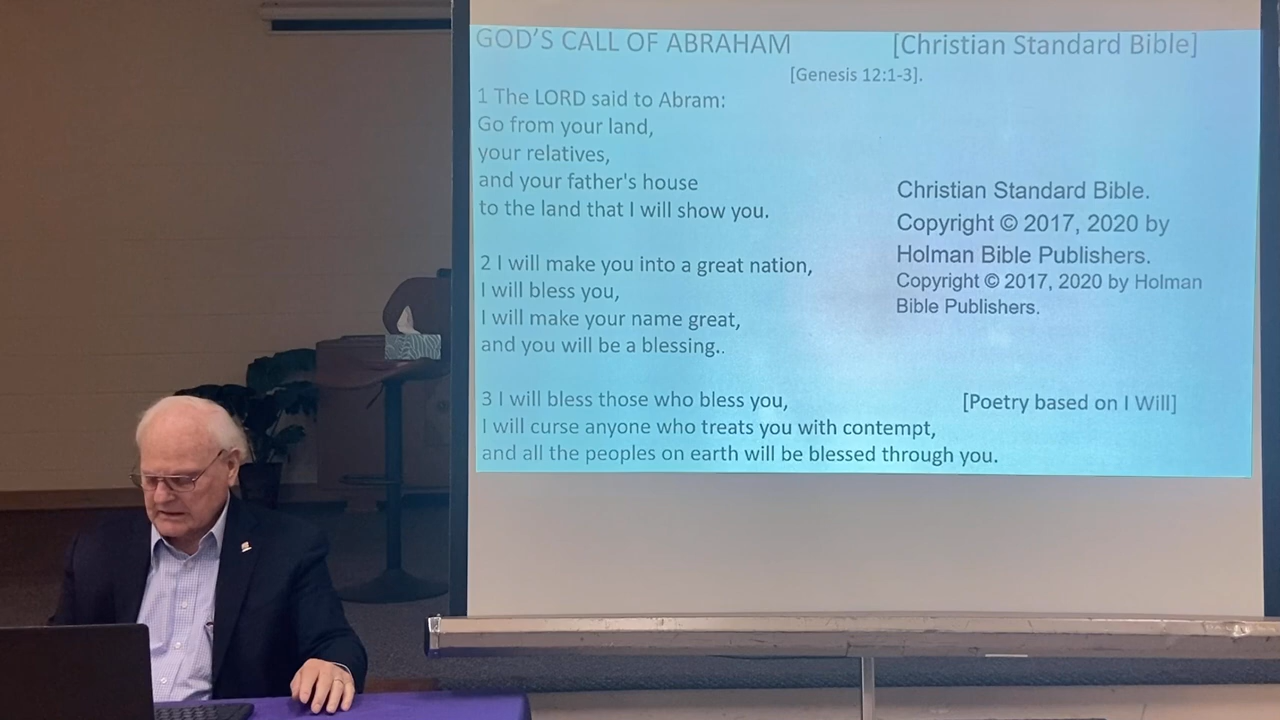 GOD'S CALL OF ABRAHAM [Christian Standard Bible]
[Genesis 12:1-3].
1 The LORD said to Abram:
Go from your land,
your relatives,
and your father's house
to the land that I will show you.
2 I will make you into a great nation,
I will bless you,
I will make your name great,
and you will be a blessing..
3 I will bless those who bless you,
I will curse anyone who treats you with contempt,
and all the peoples on earth will be blessed through you.
Christian Standard Bible.
Copyright © 2017, 2020 by
Holman Bible Publishers.
Copyright © 2017, 2020 by Holman
Bible Publishers.
[Poetry based on I Will]